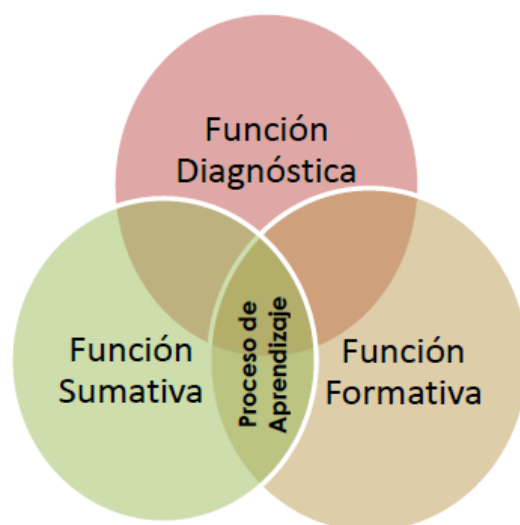 Función
Diagnóstica
Función
Sumativa
Proceso de
Aprendizaje
Función
Formativa